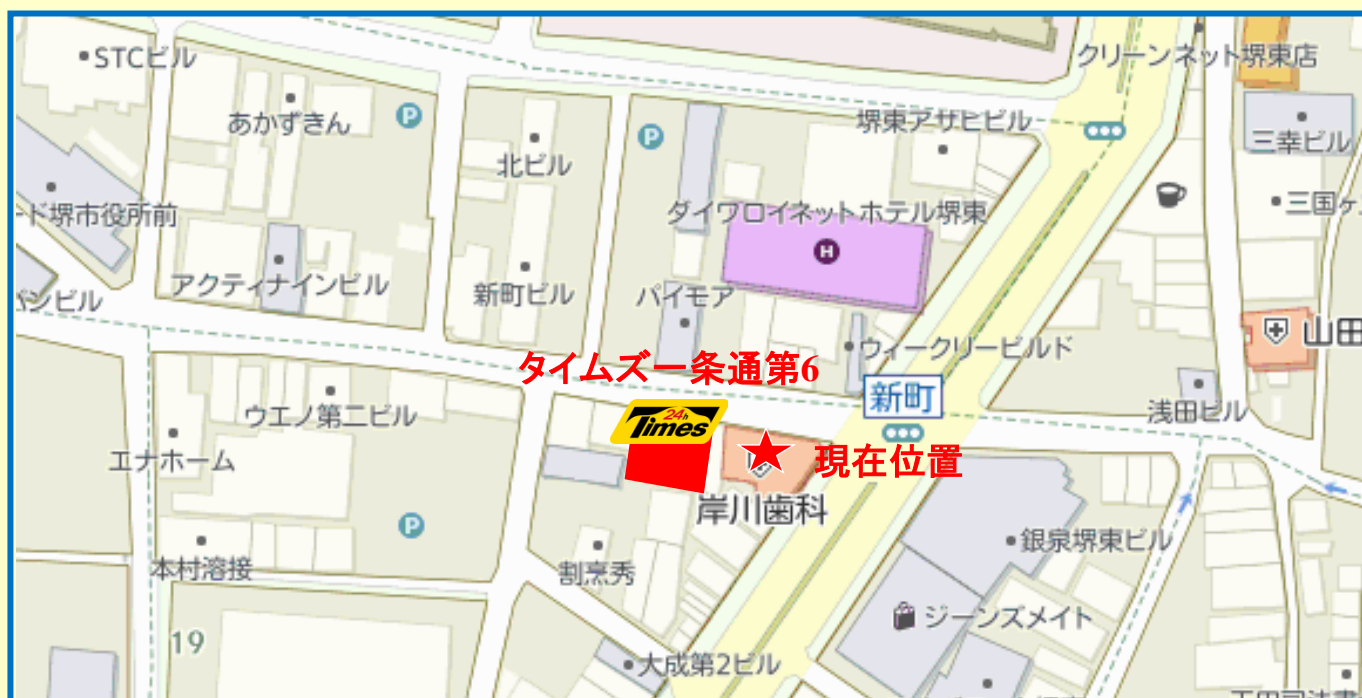 STCビル
クリーンネット堺東店
あかずきん
P
P
堺東アサヒビル
三幸ビル
北ビル
ード堺市役所前
ダイワロイネットホテル堺東
三国ヶ
H
アクティナインビル
新町ビル
パイモア
ンビル
山田
ウィークリービルド
タイムズ一条通第6
新町
浅田ビル
ウエノ第二ビル
24h
Times
エナホーム
現在位置
岸川歯科
P
銀泉堺東ビル
本村溶接
割烹秀
ジーンズメイト
19
大成第2ビル